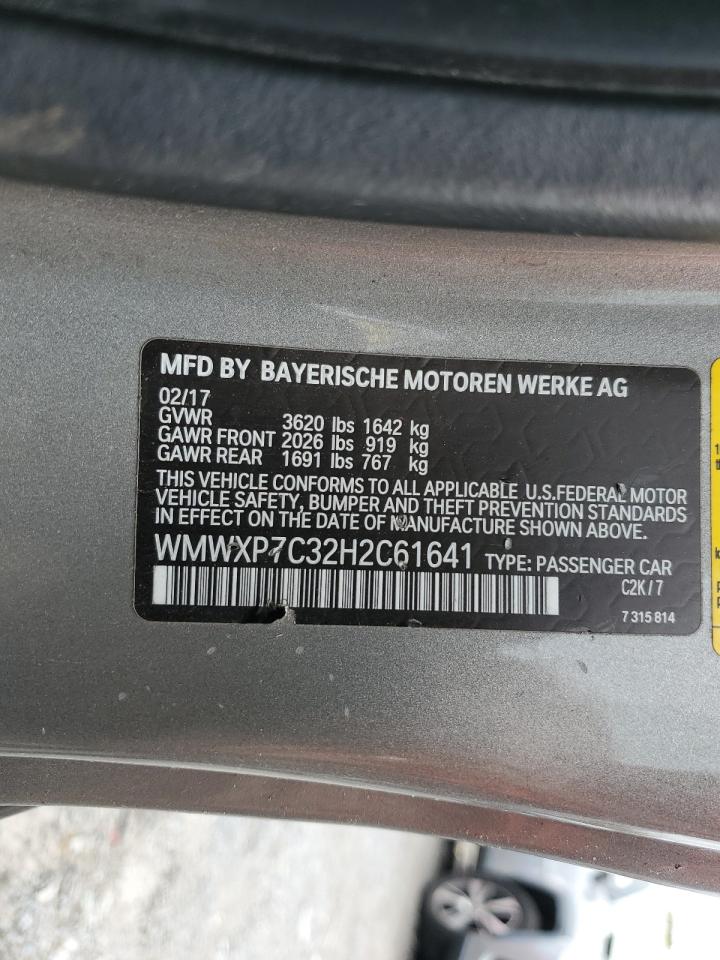 MFD BY BAYERISCHE MOTOREN WERKE AG
02/17
GVWR 3620 lbs 1642 kg
GAWR FRONT 2026 lbs 919 kg
GAWR REAR 1691 lbs 767 kg
THIS VEHICLE CONFORMS TO ALL APPLICABLE U.S.FEDERAL MOTOR
VEHICLE SAFETY, BUMPER AND THEFT PREVENTION STANDARDS
IN EFFECT ON THE DATE OF MANUFACTURE SHOWN ABOVE.
WMWXP7C32H2C61641 TYPE: PASSENGER CAR
C2K/7
7 315 814